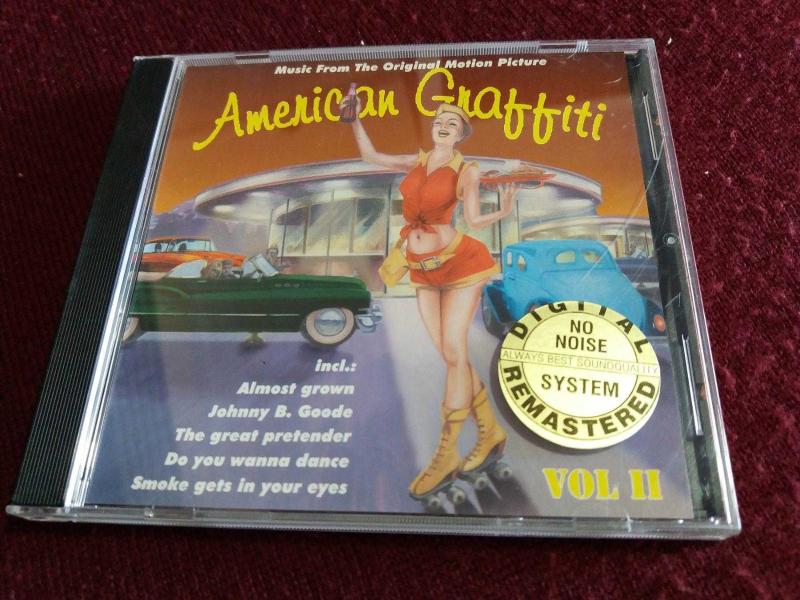 Music From The Original Motion Picture
American Graffiti
incl.:
Almost grown
Johnny B. Goode
The great pretender
Do you wanna dance
Smoke gets in your eyes
DIGITAL
NO
NOISE
ALWAYS BEST SOUNDQUALITY
SYSTEM
REMASTERED
VOL II